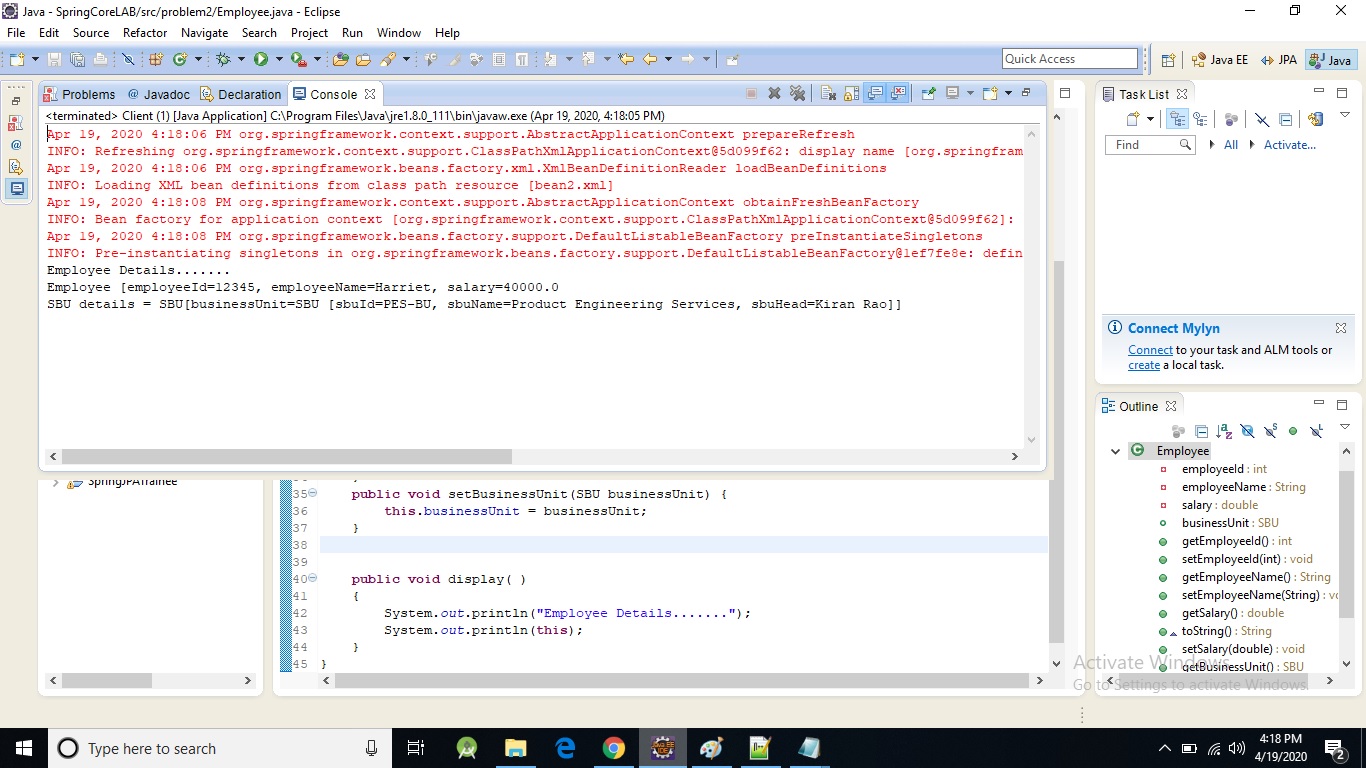 Java - SpringCoreLAB/src/problem2/Employee.java - Eclipse
File Edit Source Refactor Navigate Search Project Run Window Help
Quick Access
Java EE
JPA
Java
Problems @ Javadoc Declaration Console
<terminated> Client (1) [Java Application] C:\Program Files\Java\jre1.8.0_111\bin\javaw.exe (Apr 19, 2020, 4:18:05 PM)
Apr 19, 2020 4:18:06 PM org.springframework.context.support.AbstractApplicationContext prepareRefresh
INFO: Refreshing org.springframework.context.support.ClassPathXmlApplicationContext@5d099f62: display name [org.springfram
Apr 19, 2020 4:18:06 PM org.springframework.beans.factory.xml.XmlBeanDefinitionReader loadBeanDefinitions
INFO: Loading XML bean definitions from class path resource [bean2.xml]
Apr 19, 2020 4:18:08 PM org.springframework.context.support.AbstractApplicationContext obtainFreshBeanFactory
INFO: Bean factory for application context [org.springframework.context.support.ClassPathXmlApplicationContext@5d099f62]:
Apr 19, 2020 4:18:08 PM org.springframework.beans.factory.support.DefaultListableBeanFactory preInstantiateSingletons
INFO: Pre-instantiating singletons in org.springframework.beans.factory.support.DefaultListableBeanFactory@1ef7fe8e: defin
Employee Details.......
Employee [employeeId=12345, employeeName=Harriet, salary=40000.0
SBU details = SBU[businessUnit=SBU [sbuId=PES-BU, sbuName=Product Engineering Services, sbuHead=Kiran Rao]]
SpringJPATrainee
35 public void setBusinessUnit(SBU businessUnit) {
36 this.businessUnit = businessUnit;
37 }
38
39
40 public void display( )
41 {
42 System.out.println("Employee Details.......");
43 System.out.println(this);
44 }
45 }
Task List
Find
All
Activate...
Connect Mylyn
Connect to your task and ALM tools or
create a local task.
Outline
Employee
employeeId : int
employeeName : String
salary : double
businessUnit : SBU
getEmployeeId() : int
setEmployeeId(int) : void
getEmployeeName() : String
setEmployeeName(String) : vo
getSalary() : double
toString() : String
setSalary(double) : void
getBusinessUnit() : SBU
Activate Windows
Go to Settings to activate Windows.
Type here to search
4:18 PM
4/19/2020
2